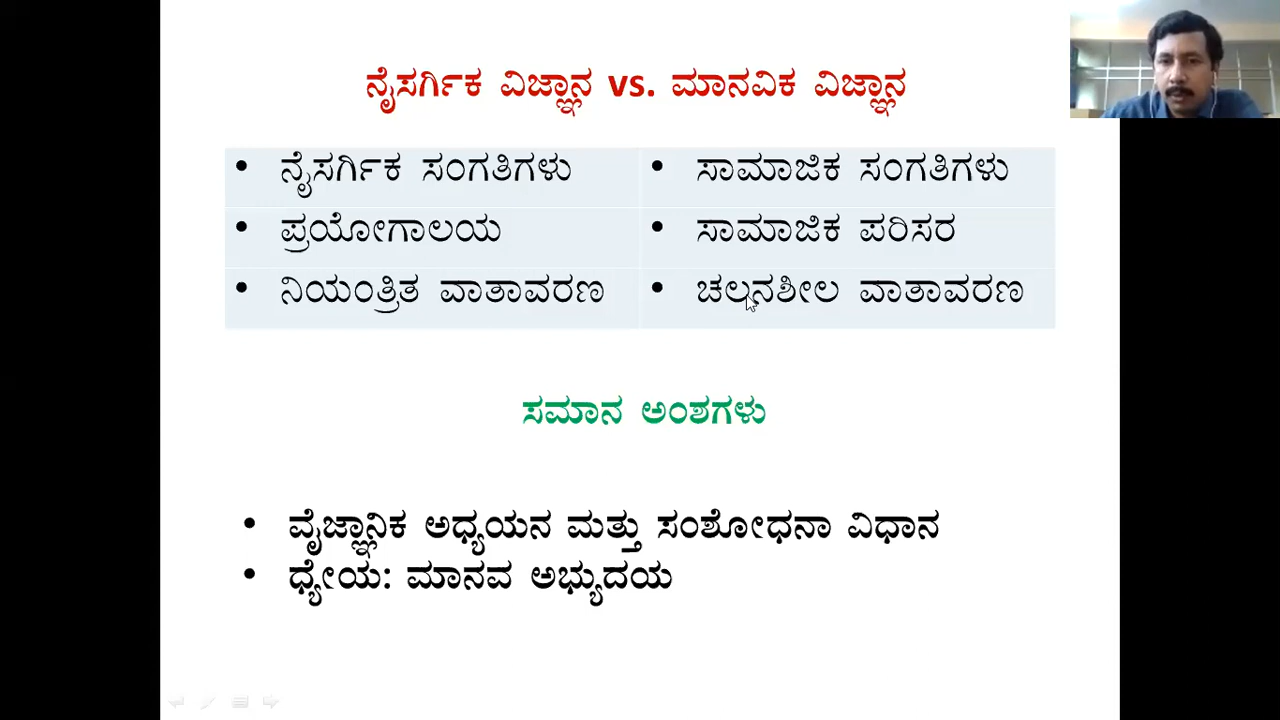 ನೈಸರ್ಗಿಕ ವಿಜ್ಞಾನ vs. ಮಾನವಿಕ ವಿಜ್ಞಾನ
• ನೈಸರ್ಗಿಕ ಸಂಗತಿಗಳು • ಸಾಮಾಜಿಕ ಸಂಗತಿಗಳು
• ಪ್ರಯೋಗಾಲಯ • ಸಾಮಾಜಿಕ ಪರಿಸರ
• ನಿಯಂತ್ರಿತ ವಾತಾವರಣ • ಚಲನಶೀಲ ವಾತಾವರಣ
ಸಮಾನ ಅಂಶಗಳು
• ವೈಜ್ಞಾನಿಕ ಅಧ್ಯಯನ ಮತ್ತು ಸಂಶೋಧನಾ ವಿಧಾನ
• ಧ್ಯೇಯ: ಮಾನವ ಅಭ್ಯುದಯ